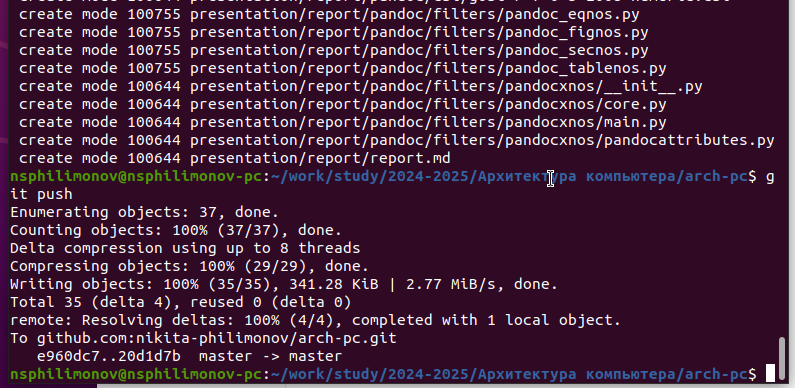 create mode 100755 presentation/report/pandoc/filters/pandoc_eqnos.py
create mode 100755 presentation/report/pandoc/filters/pandoc_fignos.py
create mode 100755 presentation/report/pandoc/filters/pandoc_secnos.py
create mode 100755 presentation/report/pandoc/filters/pandoc_tablenos.py
create mode 100644 presentation/report/pandoc/filters/pandocxnos/__init__.py
create mode 100644 presentation/report/pandoc/filters/pandocxnos/core.py
create mode 100644 presentation/report/pandoc/filters/pandocxnos/main.py
create mode 100644 presentation/report/pandoc/filters/pandocxnos/pandocattributes.py
create mode 100644 presentation/report/report.md
nsphilimonov@nsphilimonov-pc:~/work/study/2024-2025/Архитектура компьютера/arch-pc$ g
it push
Enumerating objects: 37, done.
Counting objects: 100% (37/37), done.
Delta compression using up to 8 threads
Compressing objects: 100% (29/29), done.
Writing objects: 100% (35/35), 341.28 KiB | 2.77 MiB/s, done.
Total 35 (delta 4), reused 0 (delta 0)
remote: Resolving deltas: 100% (4/4), completed with 1 local object.
To github.com:nikita-philimonov/arch-pc.git
e960dc7..20d1d7b  master -> master
nsphilimonov@nsphilimonov-pc:~/work/study/2024-2025/Архитектура компьютера/arch-pc$